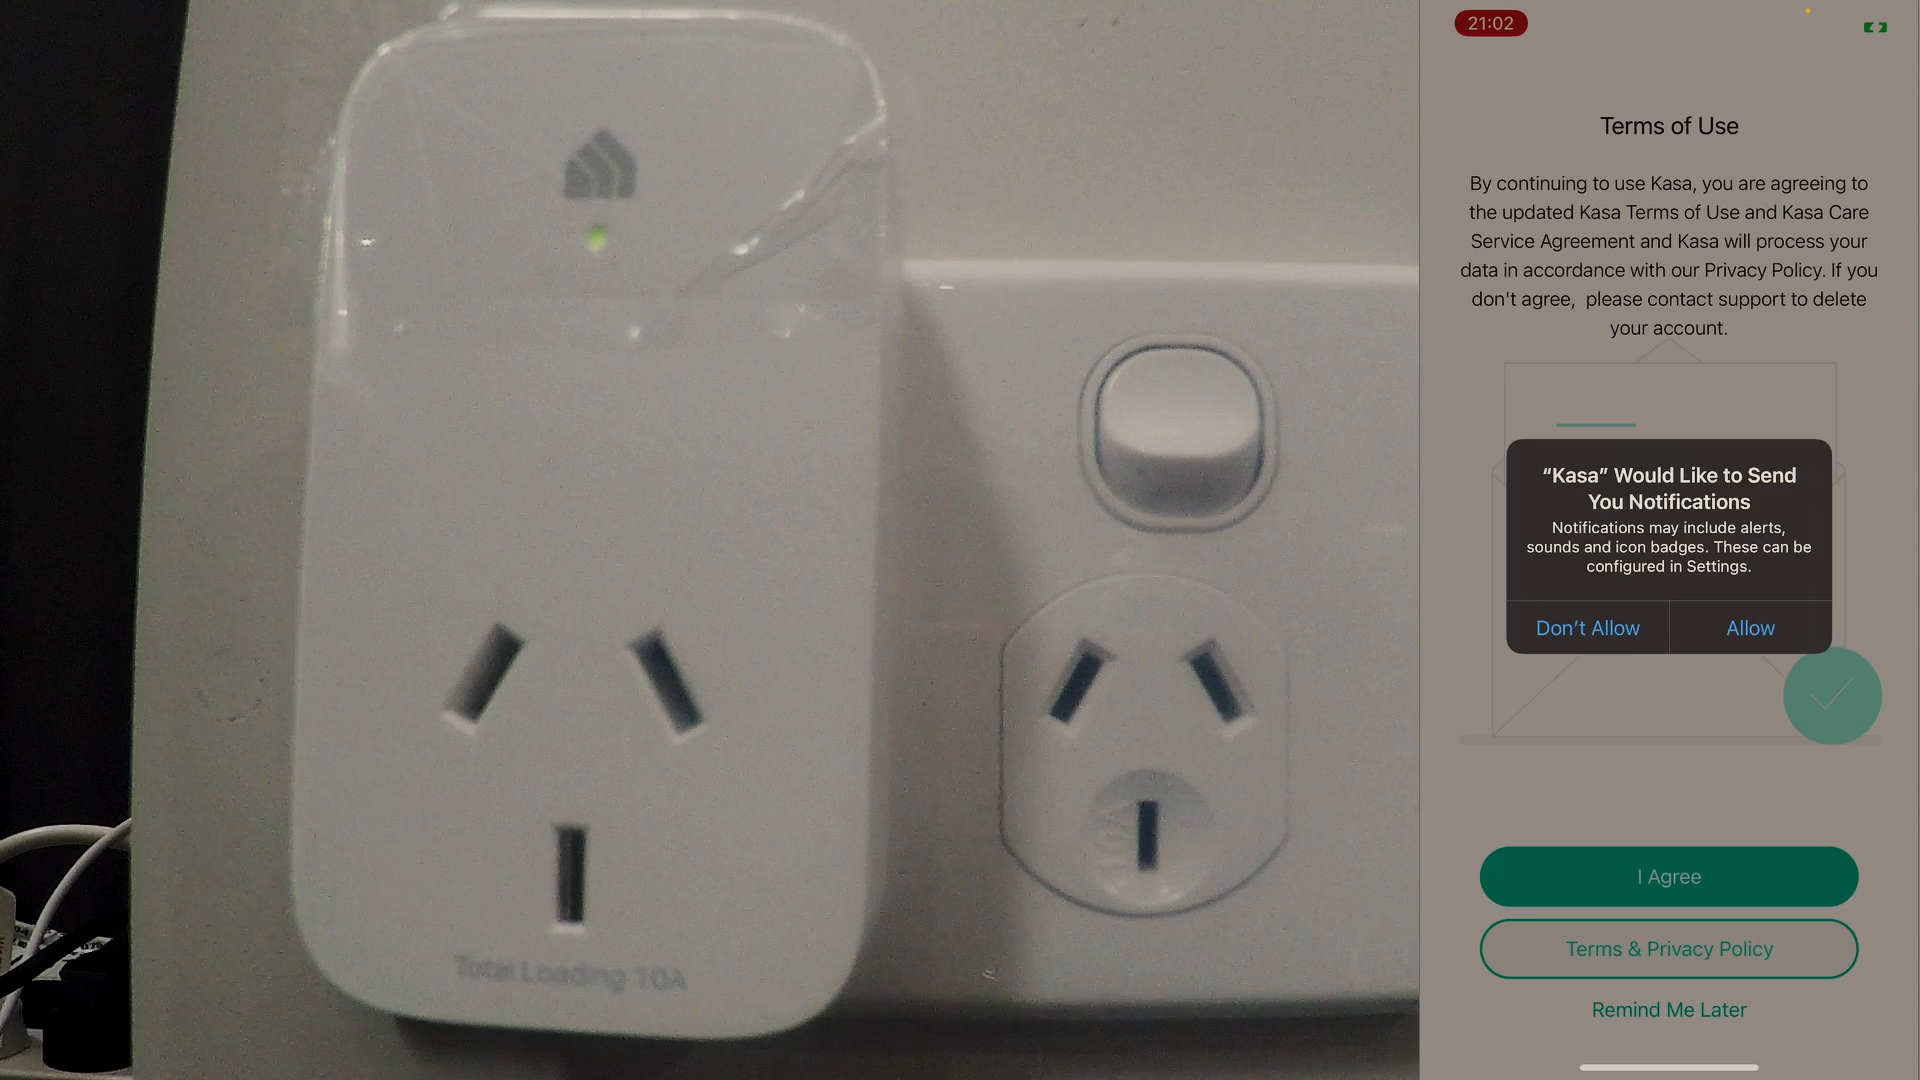 Total Loading 10A
21:02
Terms of Use
By continuing to use Kasa, you are agreeing to
the updated Kasa Terms of Use and Kasa Care
Service Agreement and Kasa will process your
data in accordance with our Privacy Policy. If you
don't agree,  please contact support to delete
your account.
“Kasa” Would Like to Send
You Notifications
Notifications may include alerts,
sounds and icon badges. These can be
configured in Settings.
Don’t Allow
Allow
I Agree
Terms & Privacy Policy
Remind Me Later